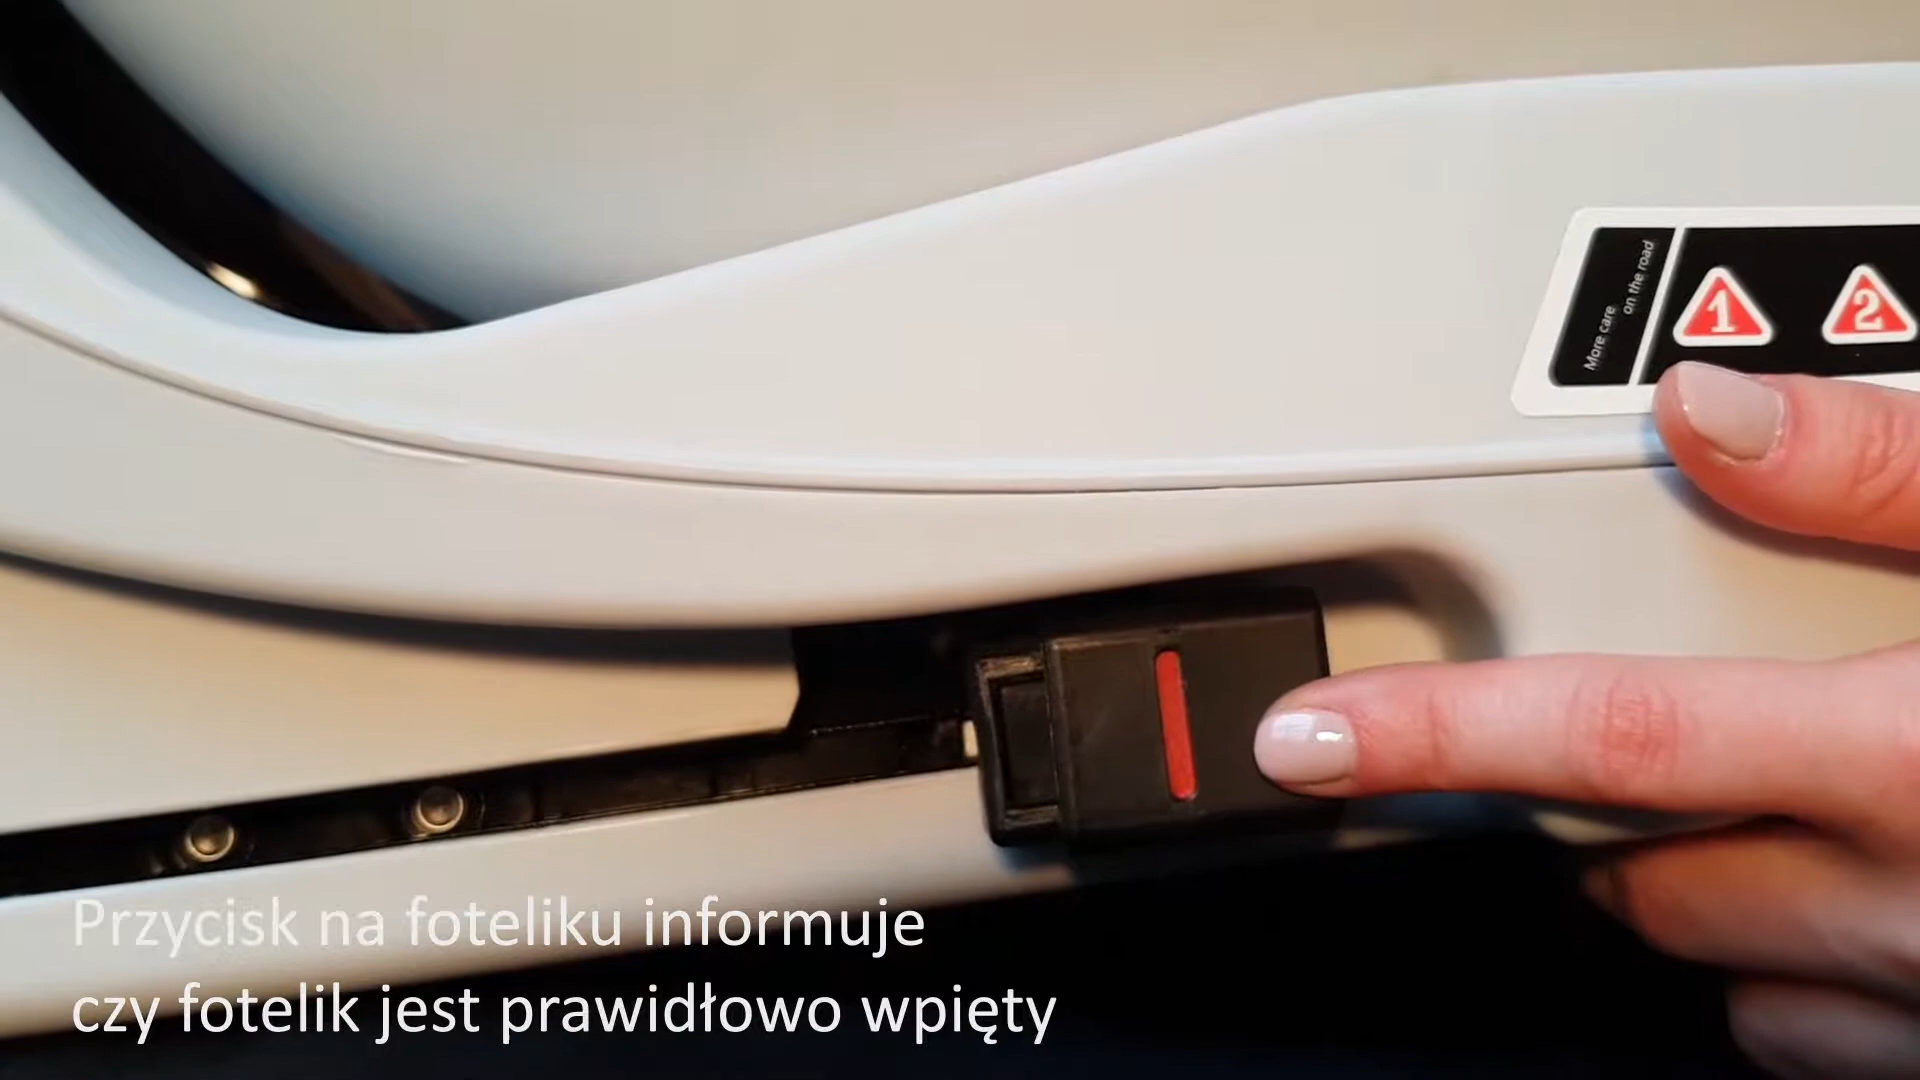 More care
on the road
1
2
Przycisk na foteliku informuje
czy fotelik jest prawidłowo wpięty